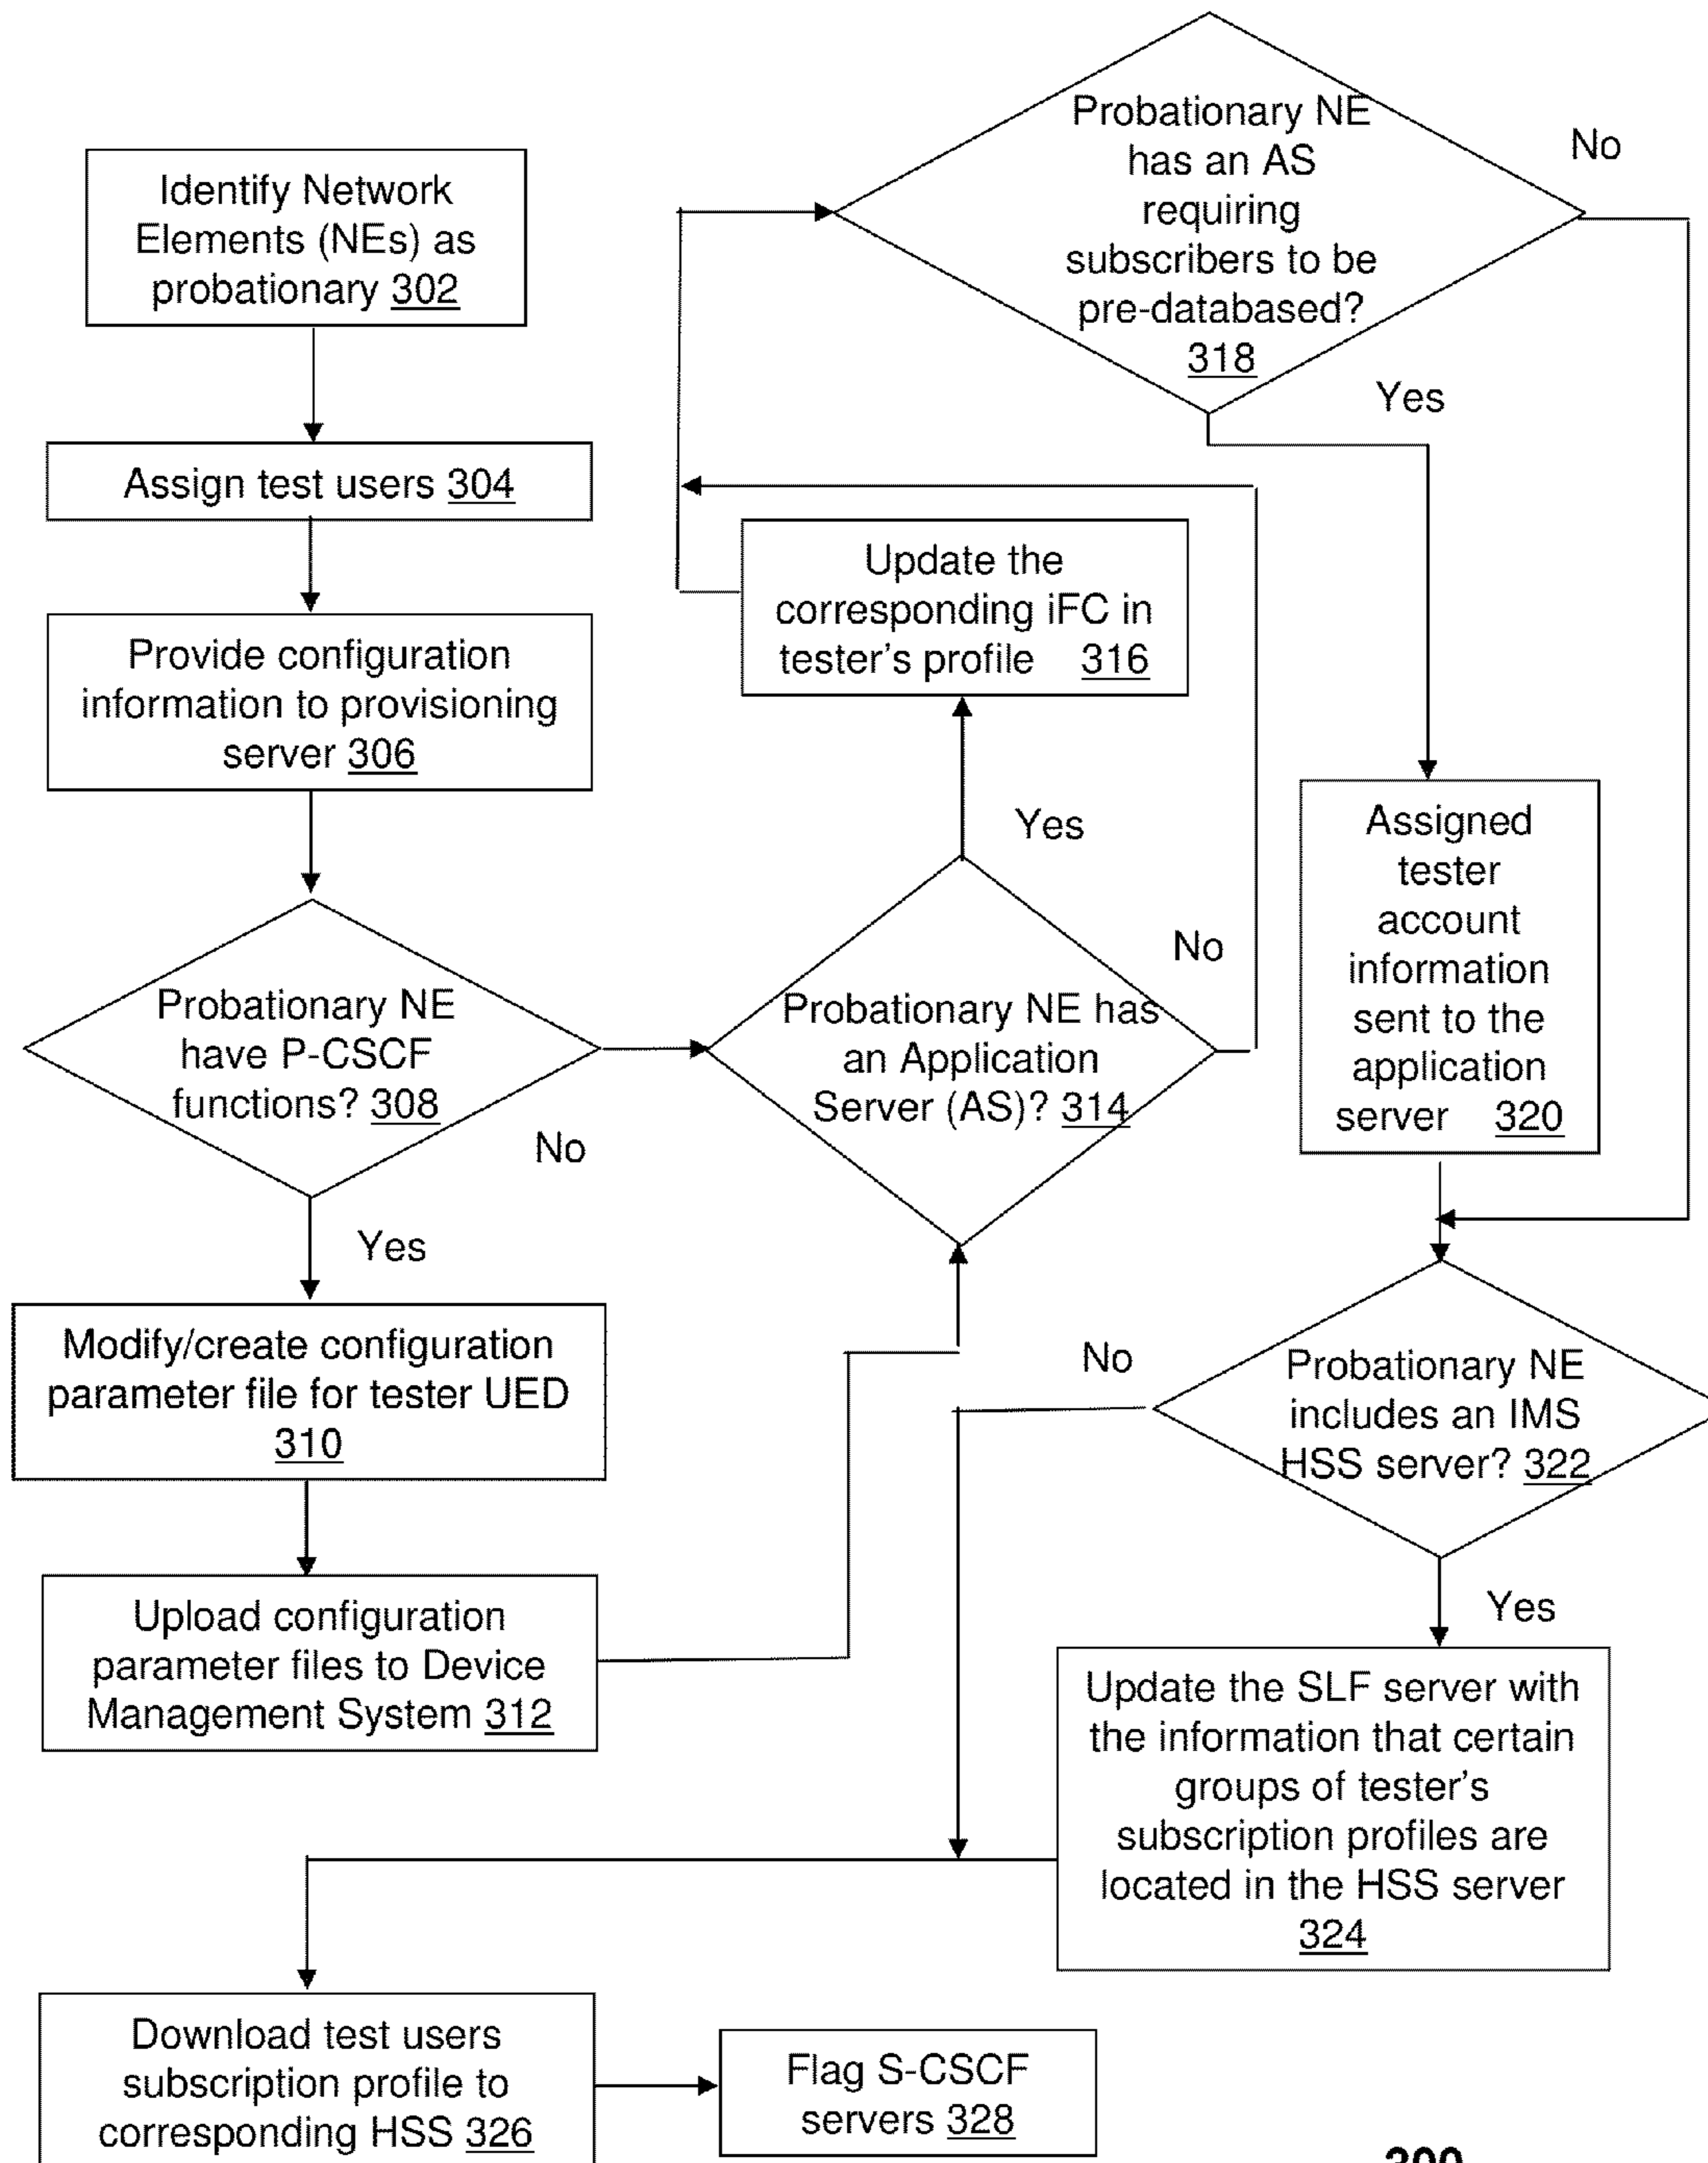 Identify Network
Elements (NEs) as
probationary 302
Assign test users 304
Provide configuration
information to provisioning
server 306
Probationary NE
have P-CSCF
functions? 308
No
Yes
Modify/create configuration
parameter file for tester UED
310
Upload configuration
parameter files to Device
Management System 312
Probationary NE has
an Application
Server (AS)? 314
Yes
No
Update the
corresponding iFC in
tester's profile 316
Probationary NE
has an AS
requiring
subscribers to be
pre-databased?
318
No
Yes
Assigned
tester
account
information
sent to the
application
server 320
Probationary NE
includes an IMS
HSS server? 322
No
Yes
Update the SLF server with
the information that certain
groups of tester's
subscription profiles are
located in the HSS server
324
Download test users
subscription profile to
corresponding HSS 326
Flag S-CSCF
servers 328